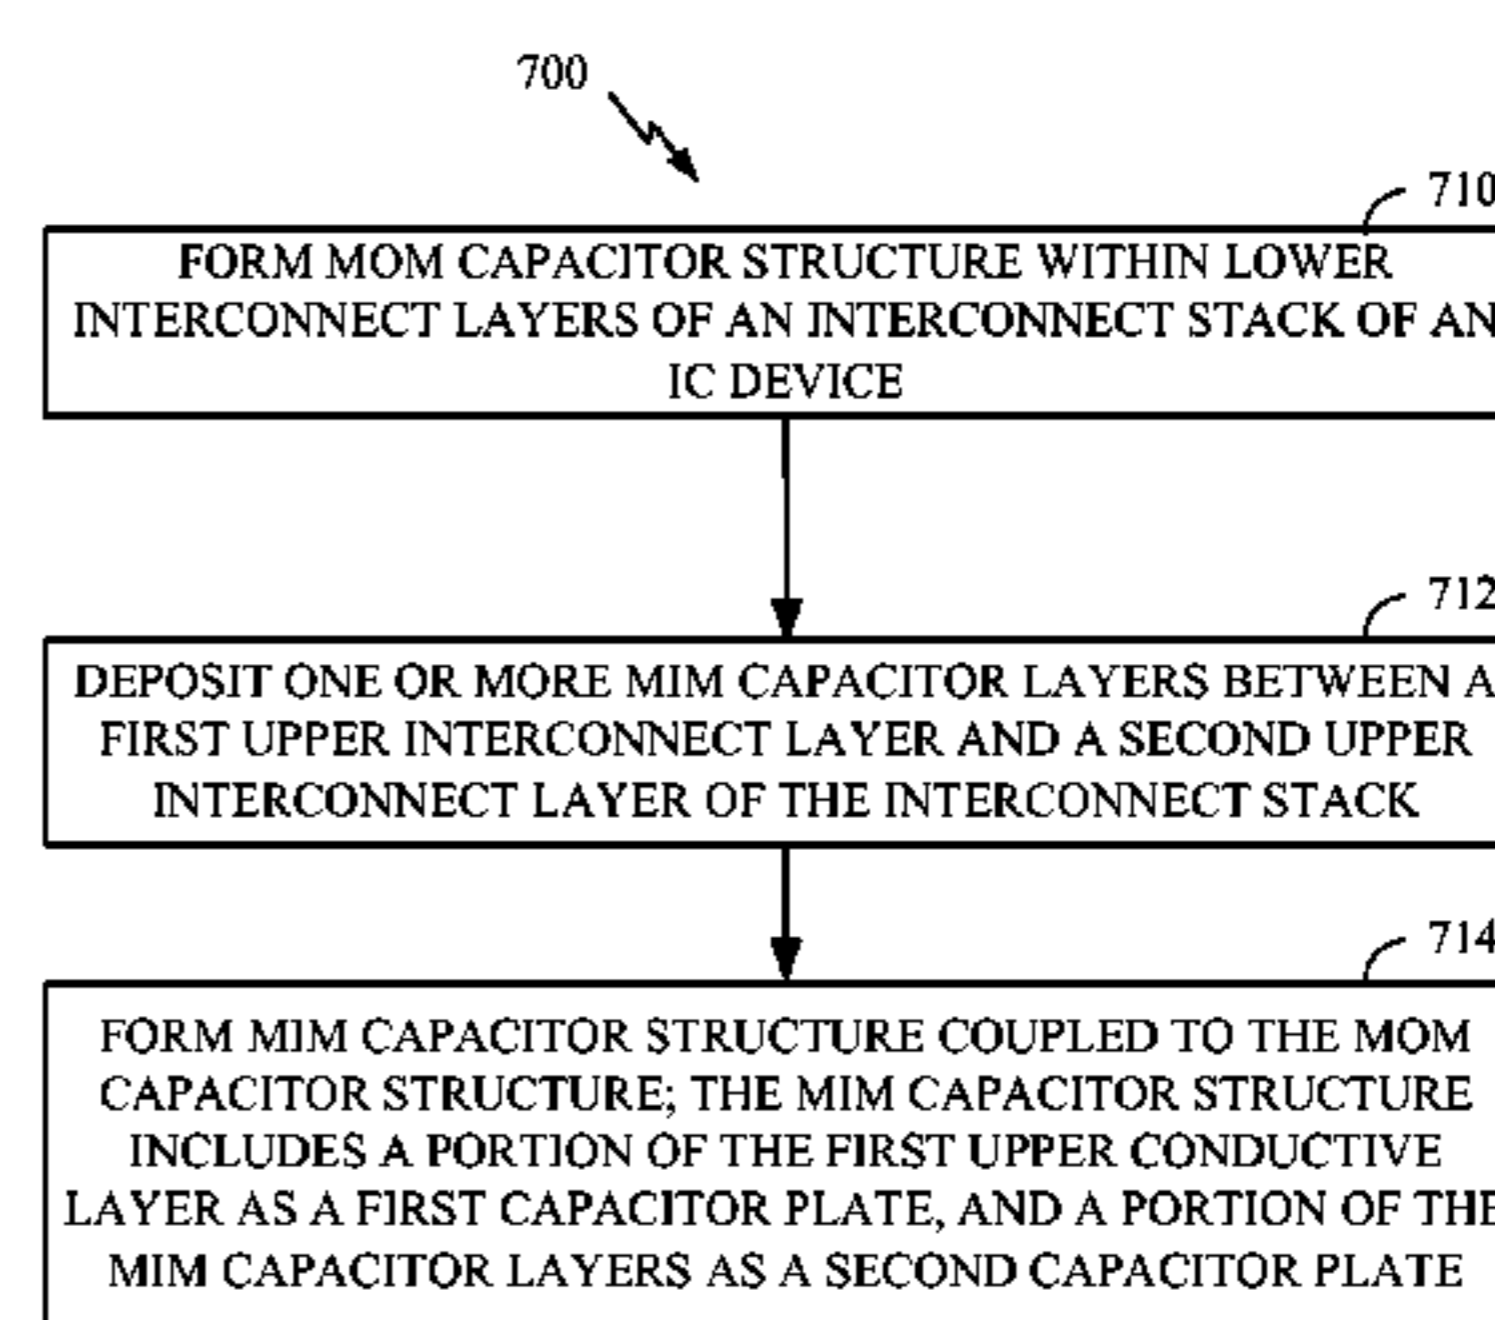 700
710
FORM MOM CAPACITOR STRUCTURE WITHIN LOWER
INTERCONNECT LAYERS OF AN INTERCONNECT STACK OF AN
IC DEVICE
712
DEPOSIT ONE OR MORE MIM CAPACITOR LAYERS BETWEEN A
FIRST UPPER INTERCONNECT LAYER AND A SECOND UPPER
INTERCONNECT LAYER OF THE INTERCONNECT STACK
714
FORM MIM CAPACITOR STRUCTURE COUPLED TO THE MOM
CAPACITOR STRUCTURE; THE MIM CAPACITOR STRUCTURE
INCLUDES A PORTION OF THE FIRST UPPER CONDUCTIVE
LAYER AS A FIRST CAPACITOR PLATE, AND A PORTION OF THE
MIM CAPACITOR LAYERS AS A SECOND CAPACITOR PLATE